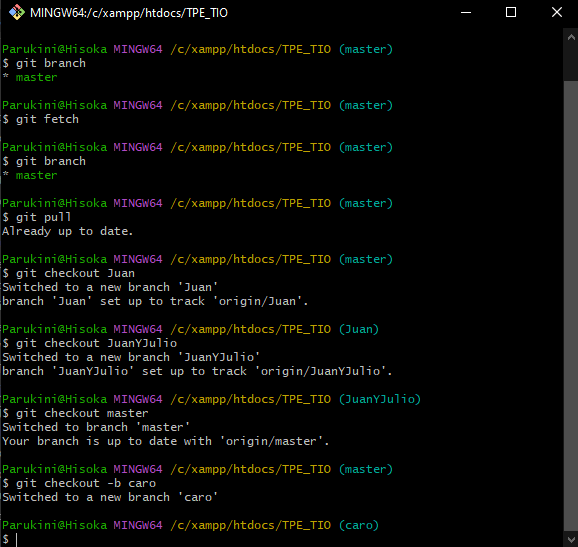 MINGW64:/c/xampp/htdocs/TPE_TIO
Parukini@Hisoka MINGW64 /c/xampp/htdocs/TPE_TIO (master)
$ git branch
* master
Parukini@Hisoka MINGW64 /c/xampp/htdocs/TPE_TIO (master)
$ git fetch
Parukini@Hisoka MINGW64 /c/xampp/htdocs/TPE_TIO (master)
$ git branch
* master
Parukini@Hisoka MINGW64 /c/xampp/htdocs/TPE_TIO (master)
$ git pull
Already up to date.
Parukini@Hisoka MINGW64 /c/xampp/htdocs/TPE_TIO (master)
$ git checkout Juan
Switched to a new branch 'Juan'
branch 'Juan' set up to track 'origin/Juan'.
Parukini@Hisoka MINGW64 /c/xampp/htdocs/TPE_TIO (Juan)
$ git checkout JuanYJulio
Switched to a new branch 'JuanYJulio'
branch 'JuanYJulio' set up to track 'origin/JuanYJulio'.
Parukini@Hisoka MINGW64 /c/xampp/htdocs/TPE_TIO (JuanYJulio)
$ git checkout master
Switched to branch 'master'
Your branch is up to date with 'origin/master'.
Parukini@Hisoka MINGW64 /c/xampp/htdocs/TPE_TIO (master)
$ git checkout -b caro
Switched to a new branch 'caro'
Parukini@Hisoka MINGW64 /c/xampp/htdocs/TPE_TIO (caro)
$